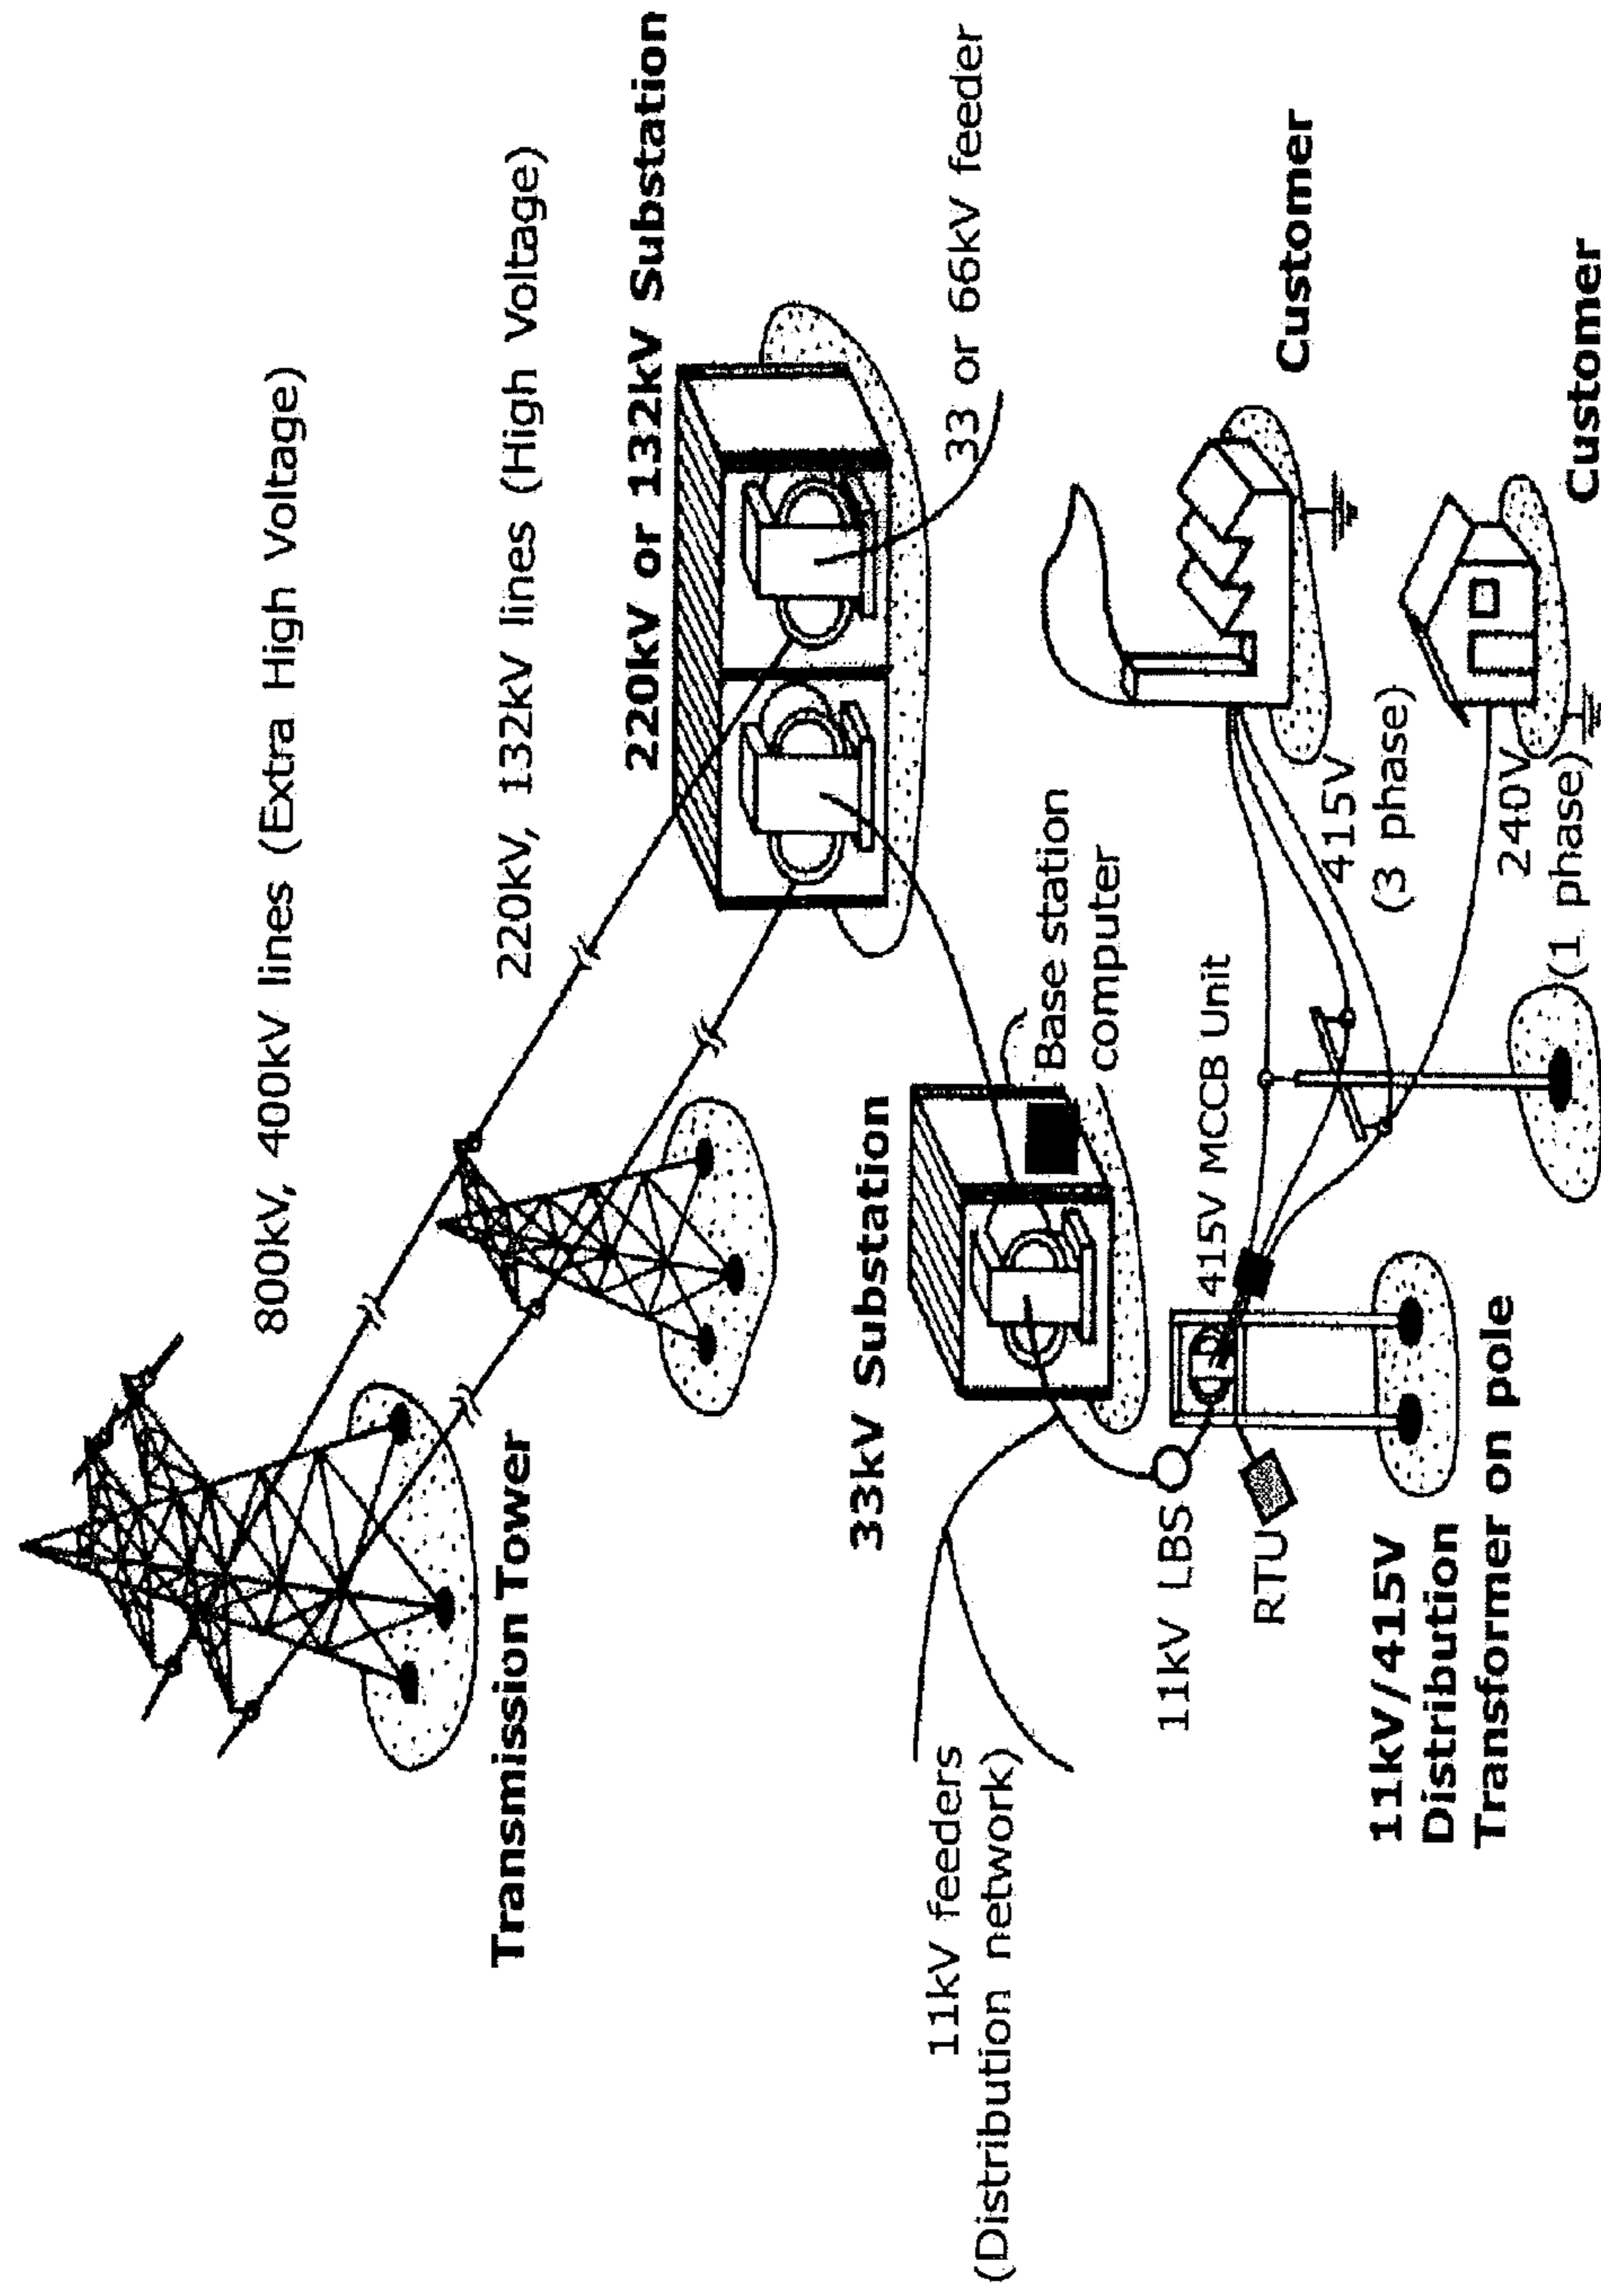 800kV, 400kV lines (Extra High Voltage)
Transmission Tower
220kV, 132kV lines (High Voltage)
220kV or 132kV Substation
33kV Substation
33 or 66kV feeder
11kV feeders
(Distribution network)
Base station
computer
11kV LBS
415V MCCB Unit
RTU
Customer
415V
(3 phase)
11kV/415V
Distribution
Transformer on pole
240V
(1 phase)
Customer